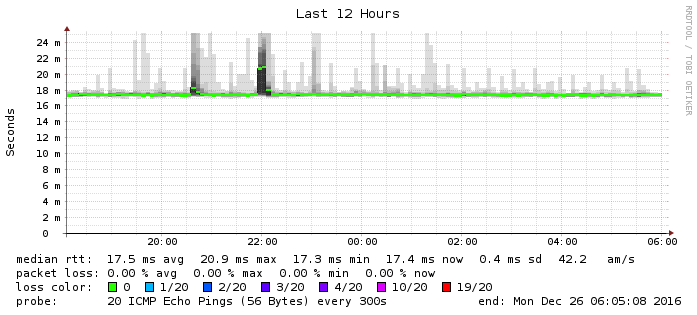 Last 12 Hours
RRDTOOL / TOBI OETIKER
Seconds
24 m
22 m
20 m
18 m
16 m
14 m
12 m
10 m
8 m
6 m
4 m
2 m
0
20:00 22:00 00:00 02:00 04:00 06:00
median rtt: 17.5 ms avg 20.9 ms max 17.3 ms min 17.4 ms now 0.4 ms sd 42.2 am/s
packet loss: 0.00 % avg 0.00 % max 0.00 % min 0.00 % now
loss color: 0 1/20 2/20 3/20 4/20 10/20 19/20
probe: 20 ICMP Echo Pings (56 Bytes) every 300s end: Mon Dec 26 06:05:08 2016